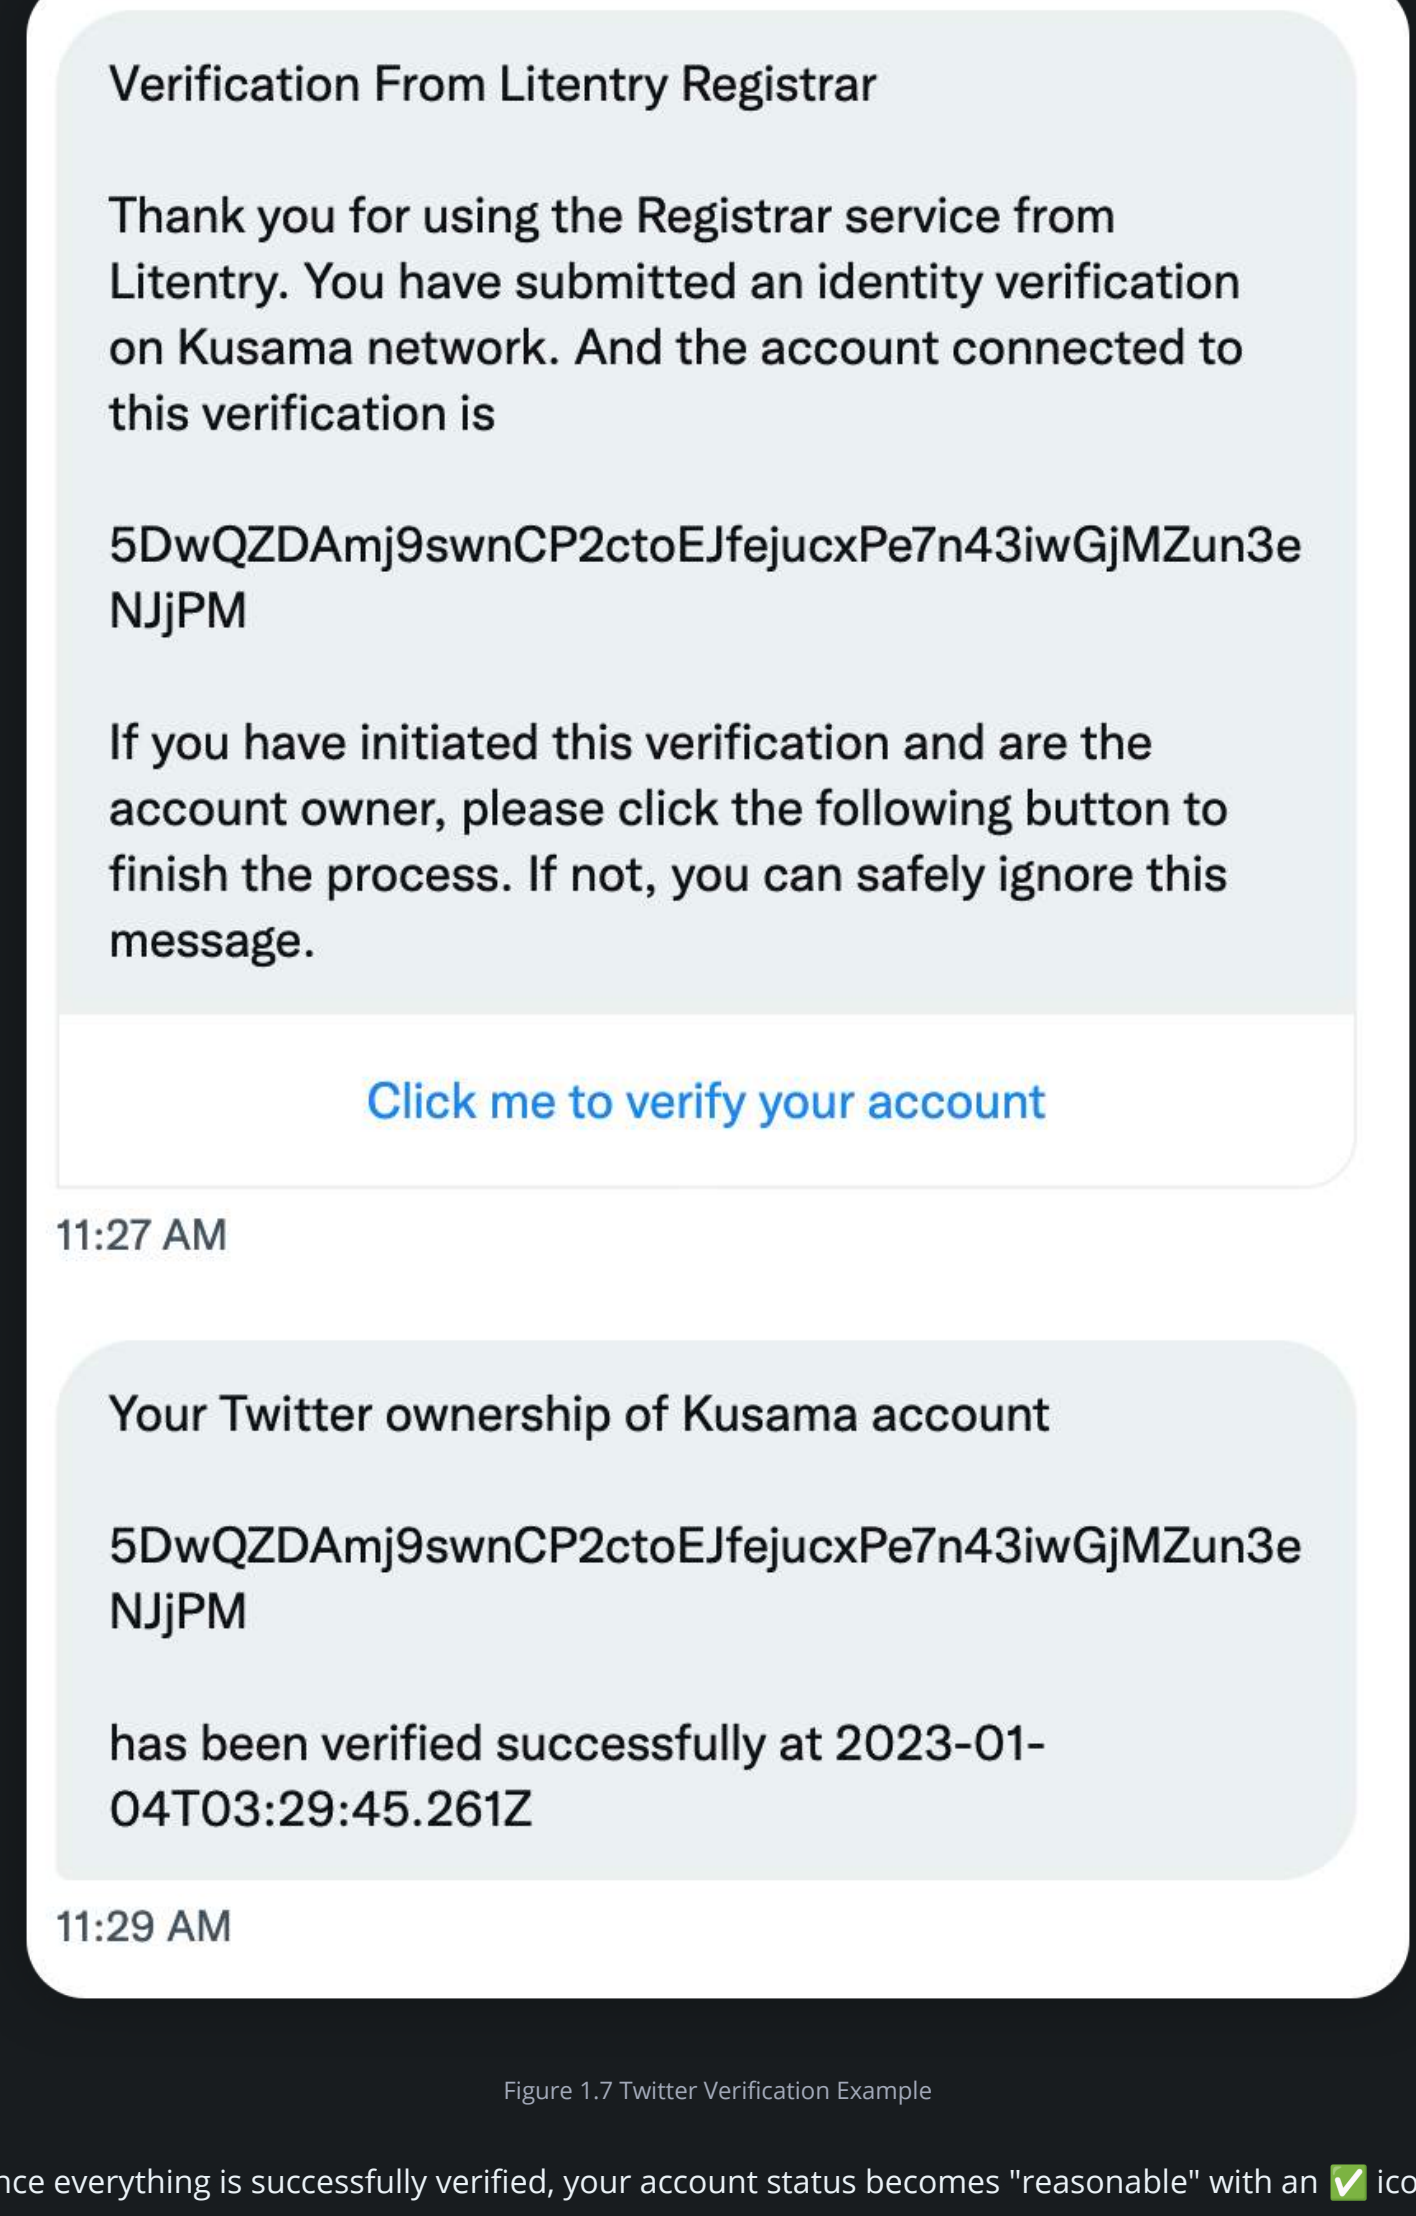 Verification From Litentry Registrar
Thank you for using the Registrar service from
Litentry. You have submitted an identity verification
on Kusama network. And the account connected to
this verification is
5DwQZDAmj9swnCP2ctoEJfejucxPe7n43iwGjMZun3e
NJjPM
If you have initiated this verification and are the
account owner, please click the following button to
finish the process. If not, you can safely ignore this
message.
Click me to verify your account
11:27 AM
Your Twitter ownership of Kusama account
5DwQZDAmj9swnCP2ctoEJfejucxPe7n43iwGjMZun3e
NJjPM
has been verified successfully at 2023-01-
04T03:29:45.261Z
11:29 AM
Figure 1.7 Twitter Verification Example
nce everything is successfully verified, your account status becomes "reasonable" with an ✅ ico